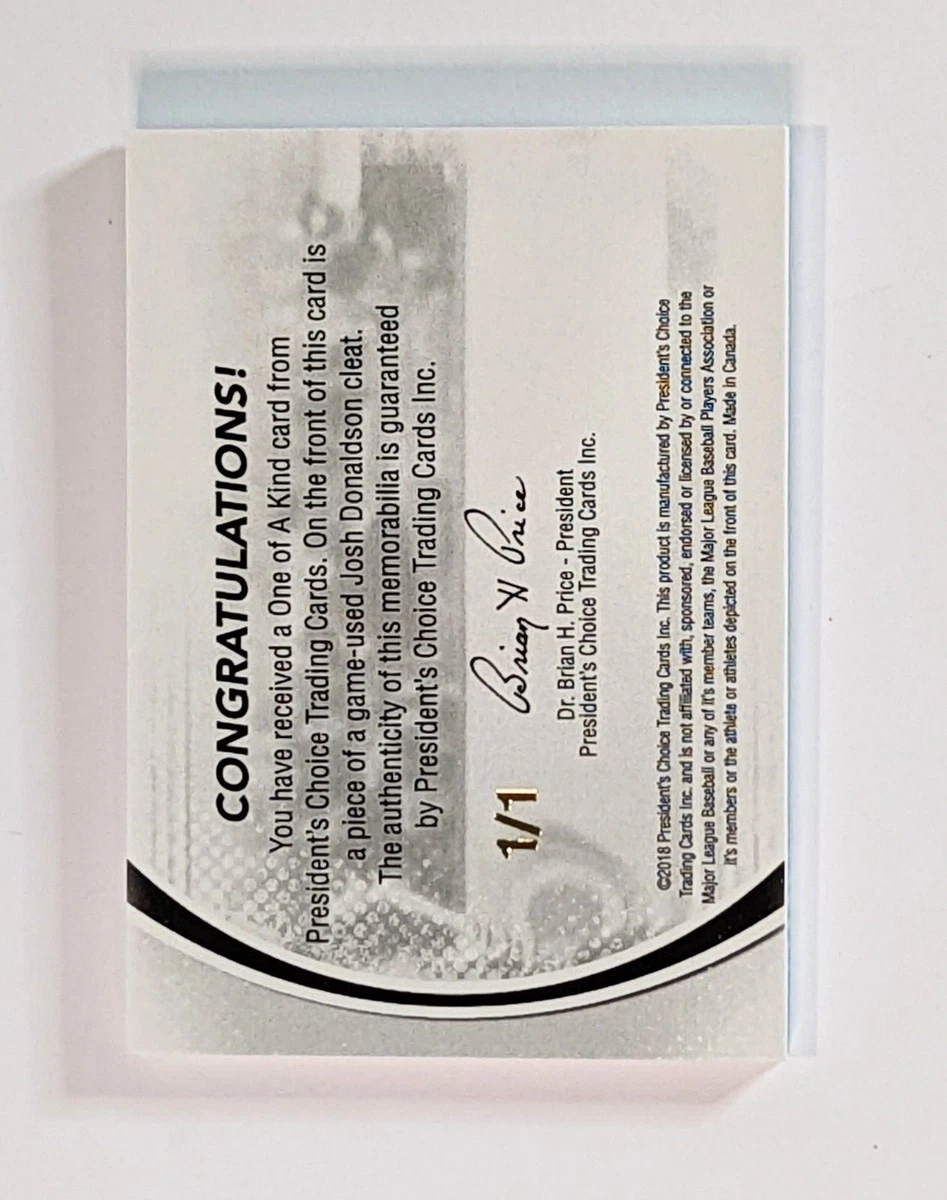 CONGRATULATIONS!
You have received a One of A Kind card from
President's Choice Trading Cards. On the front of this card is
a piece of a game-used Josh Donaldson cleat.
The authenticity of this memorabilia is guaranteed
by President's Choice Trading Cards Inc.
Brian H Price
1/1
Dr. Brian H. Price - President
President's Choice Trading Cards Inc.
©2018 President's Choice Trading Cards Inc. This product is manufactured by President's Choice
Trading Cards Inc. and is not affiliated with, sponsored, endorsed or licensed by or connected to the
Major League Baseball or any of it's member teams, the Major League Baseball Players Association or
it's members or the athlete or athletes depicted on the front of this card. Made in Canada.